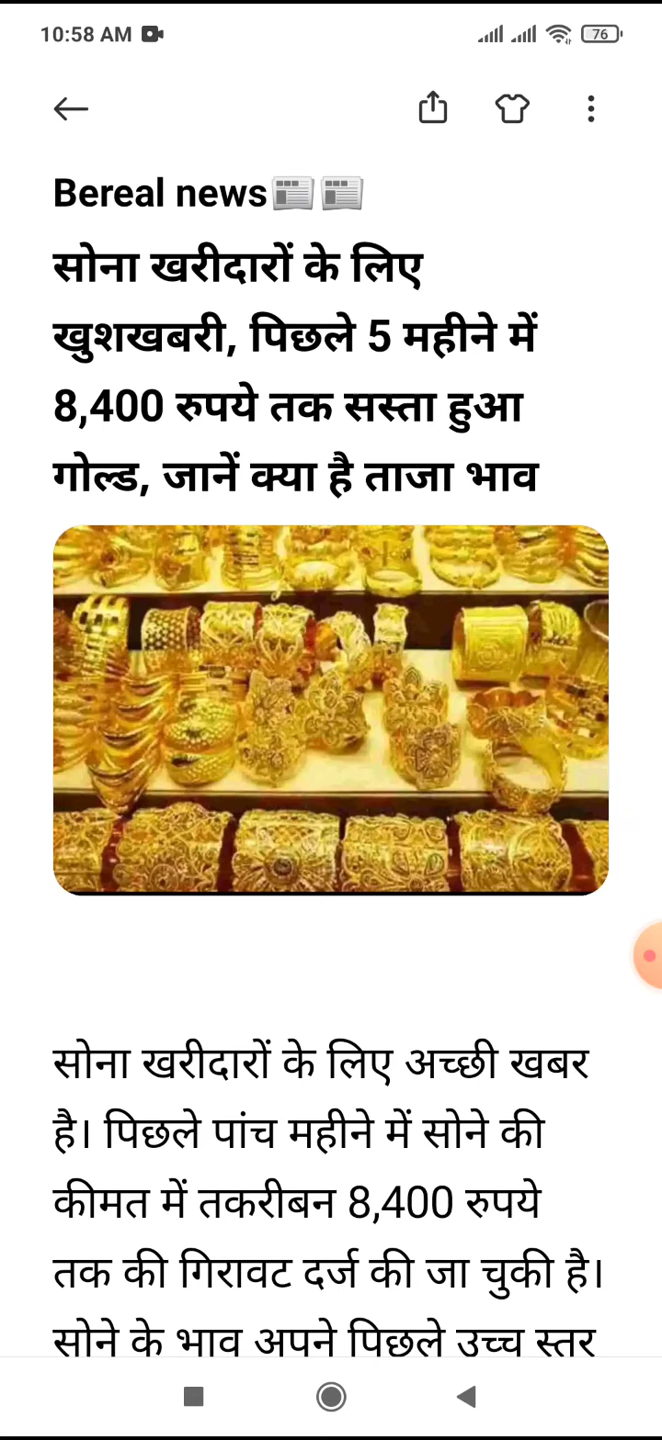 10:58 AM
76
Bereal news📰📰
सोना खरीदारों के लिए
खुशखबरी, पिछले 5 महीने में
8,400 रुपये तक सस्ता हुआ
गोल्ड, जानें क्या है ताजा भाव
सोना खरीदारों के लिए अच्छी खबर
है। पिछले पांच महीने में सोने की
कीमत में तकरीबन 8,400 रुपये
तक की गिरावट दर्ज की जा चुकी है।
सोने के भाव अपने पिछले उच्च स्तर